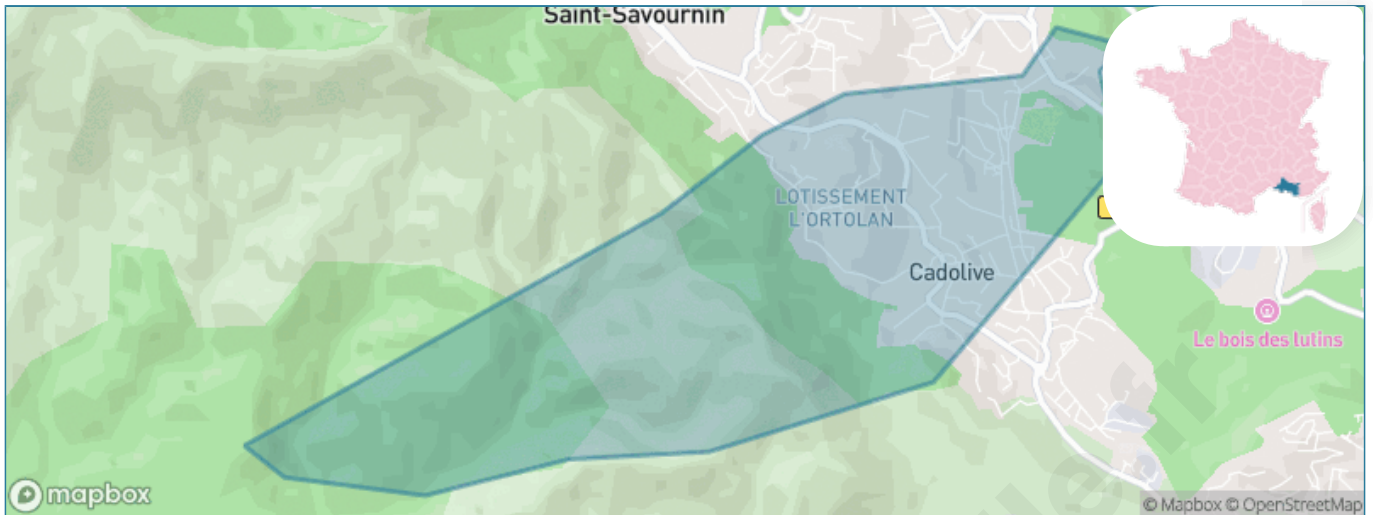 Saint-Savournin
LOTISSEMENT
L'ORTOLAN
Cadolive
Le bois des lutins
mapbox
© Mapbox © OpenStreetMap